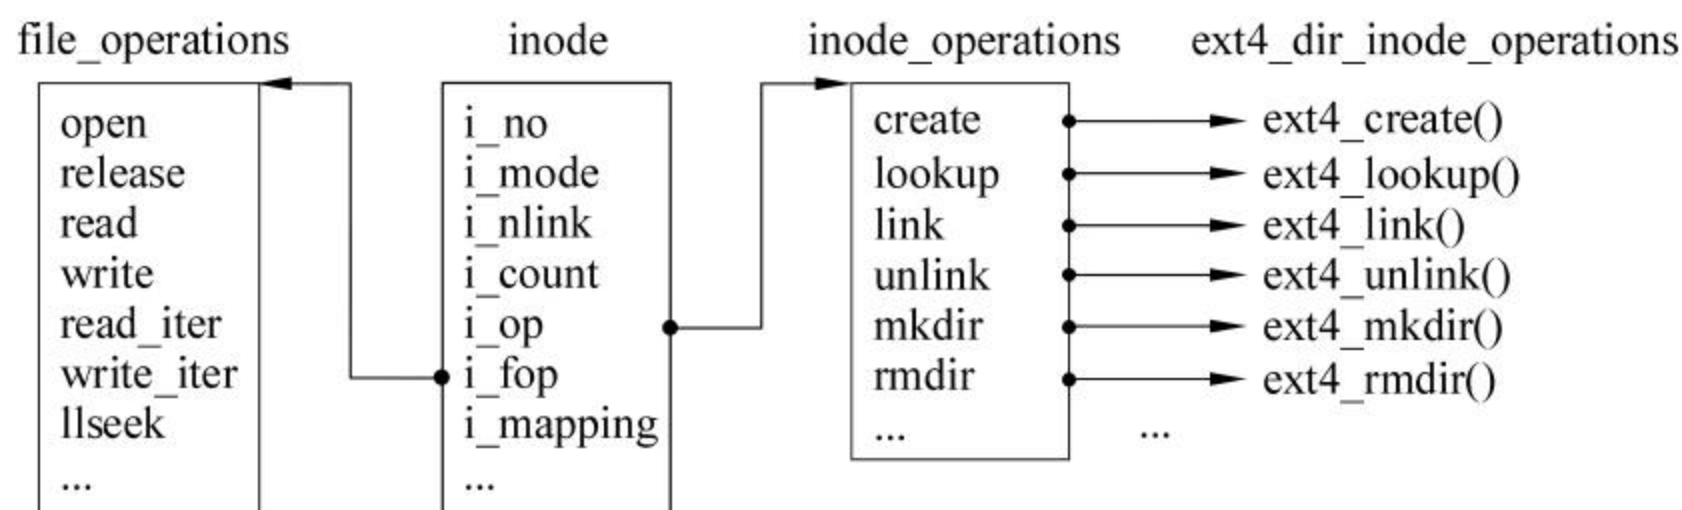 file_operations
open
release
read
write
read_iter
write_iter
llseek
...
inode
i_no
i_mode
i_nlink
i_count
i_op
i_fop
i_mapping
...
inode_operations
create
lookup
link
unlink
mkdir
rmdir
...
ext4_dir_inode_operations
ext4_create()
ext4_lookup()
ext4_link()
ext4_unlink()
ext4_mkdir()
ext4_rmdir()
...